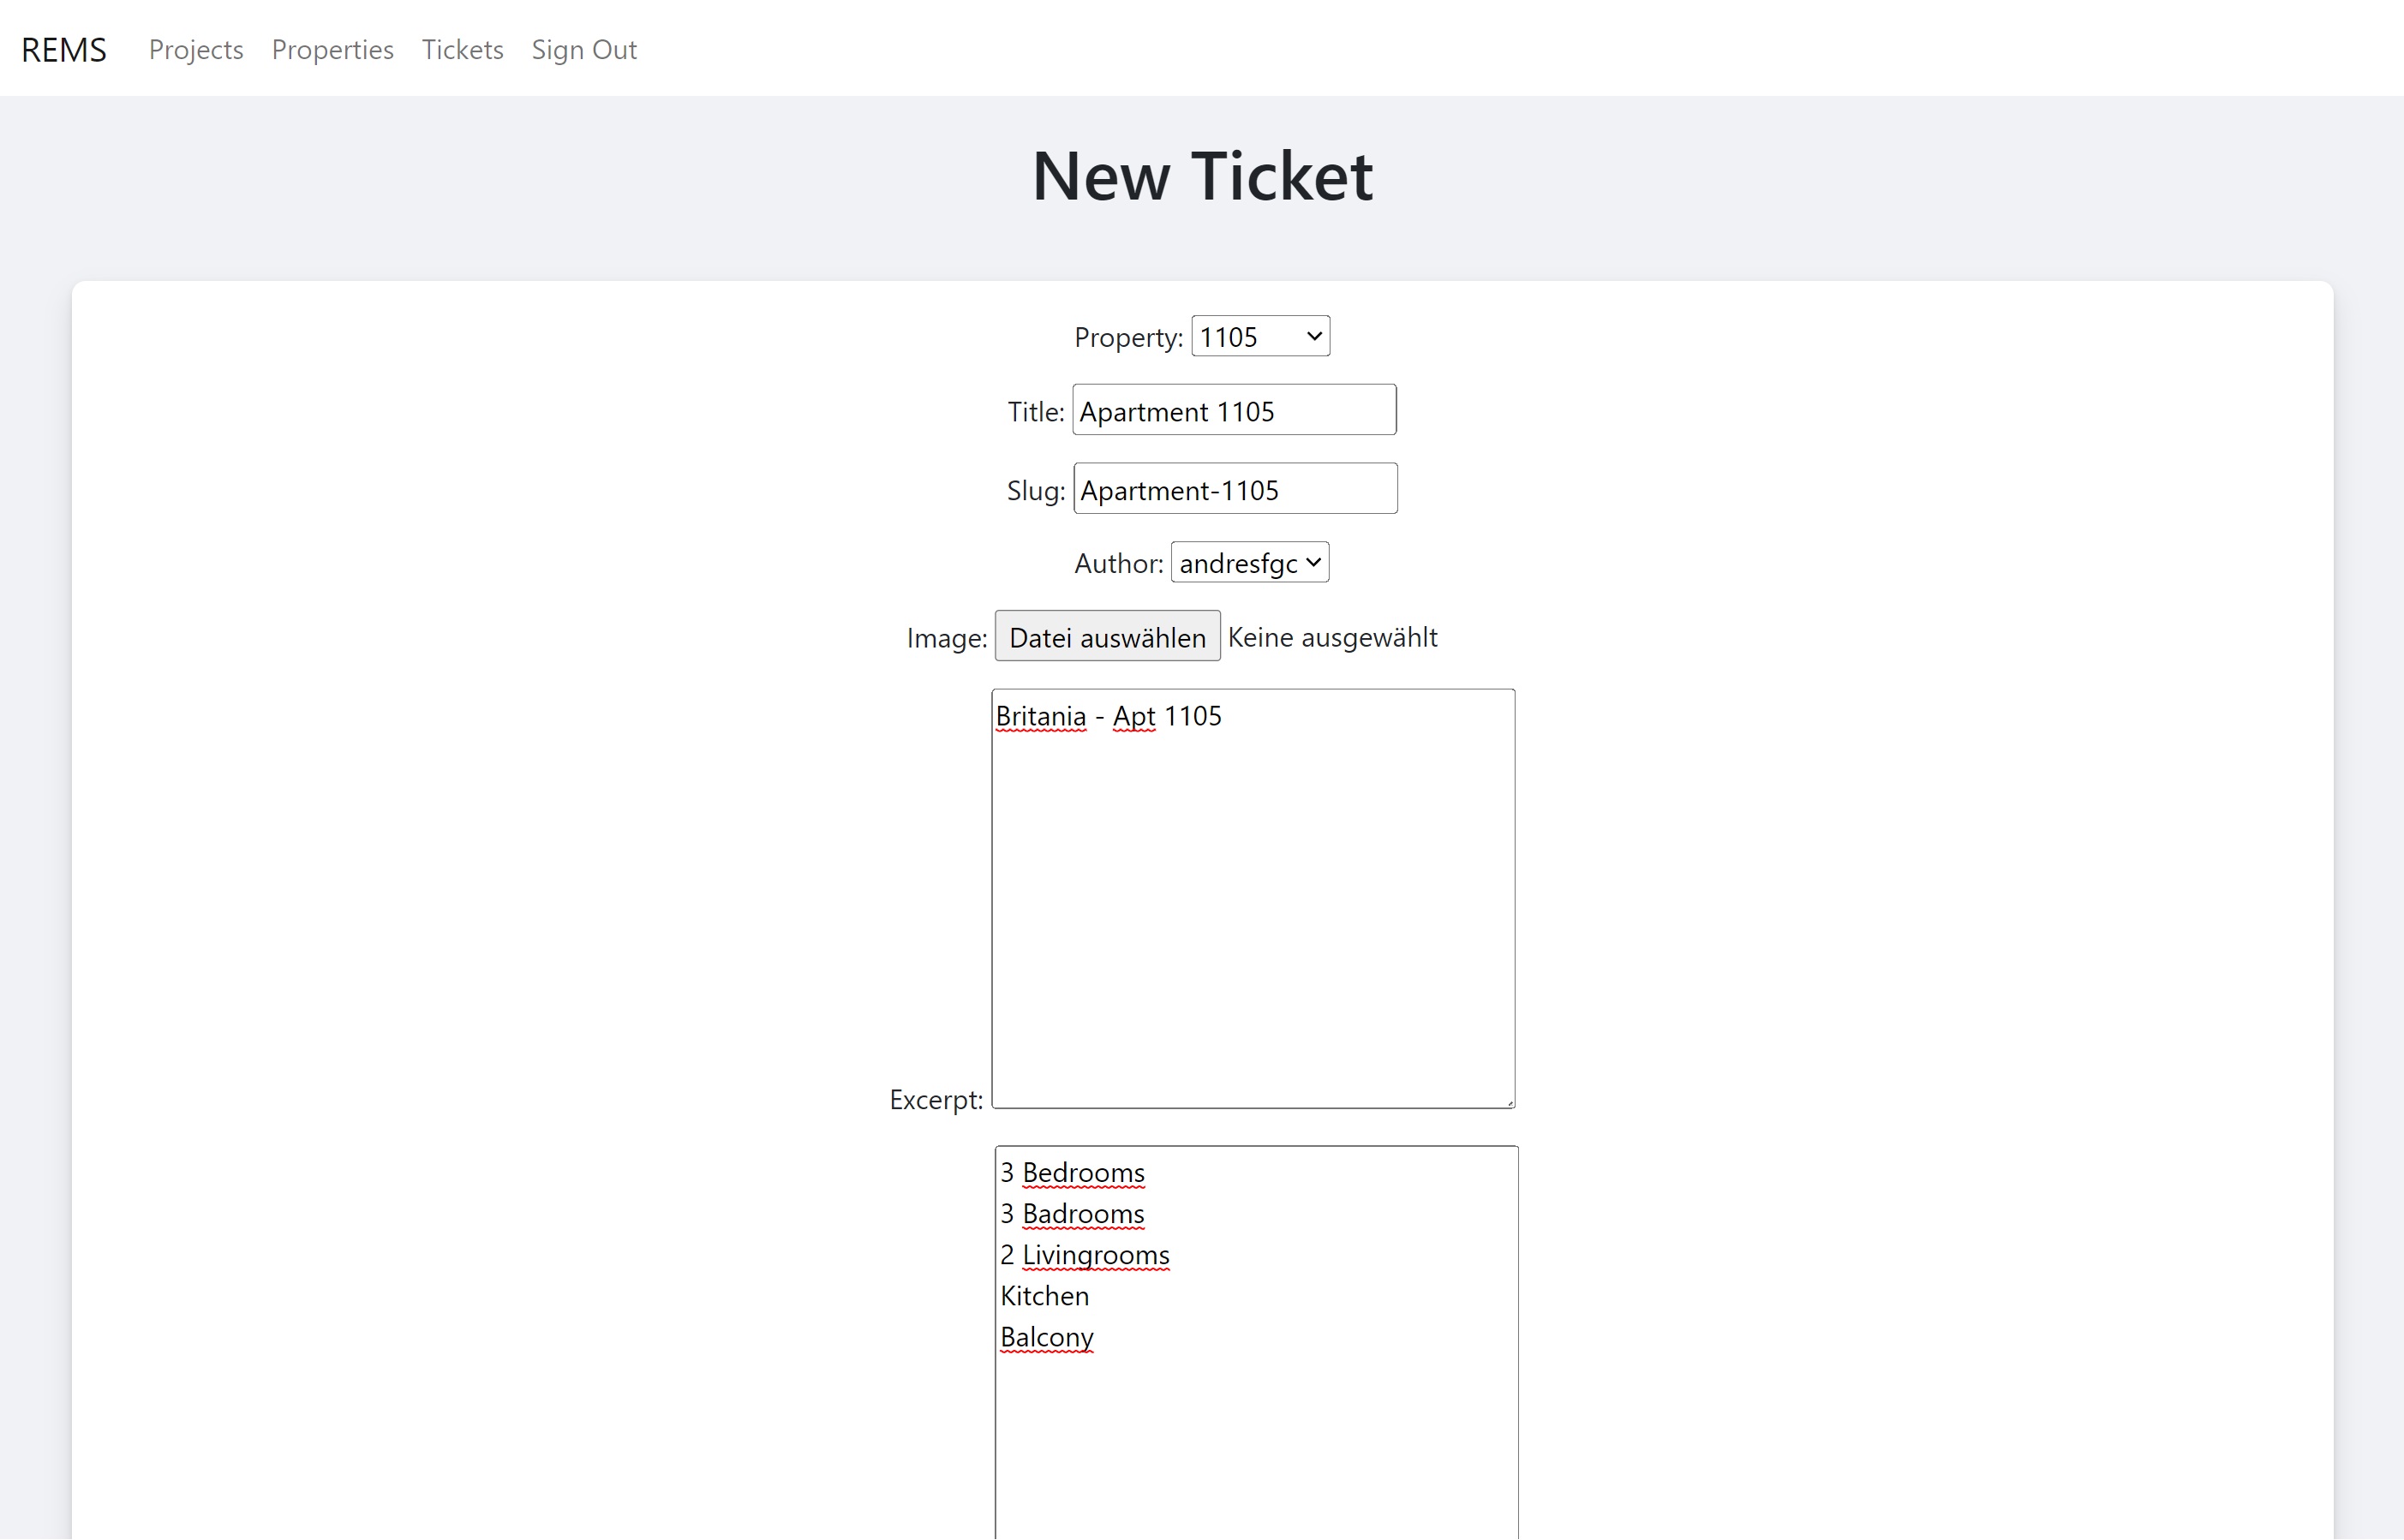 REMS Projects Properties Tickets Sign Out
New Ticket
Property: 1105
Title: Apartment 1105
Slug: Apartment-1105
Author: andresfgc
Image: Datei auswählen Keine ausgewählt
Britania - Apt 1105
Excerpt:
3 Bedrooms
3 Badrooms
2 Livingrooms
Kitchen
Balcony